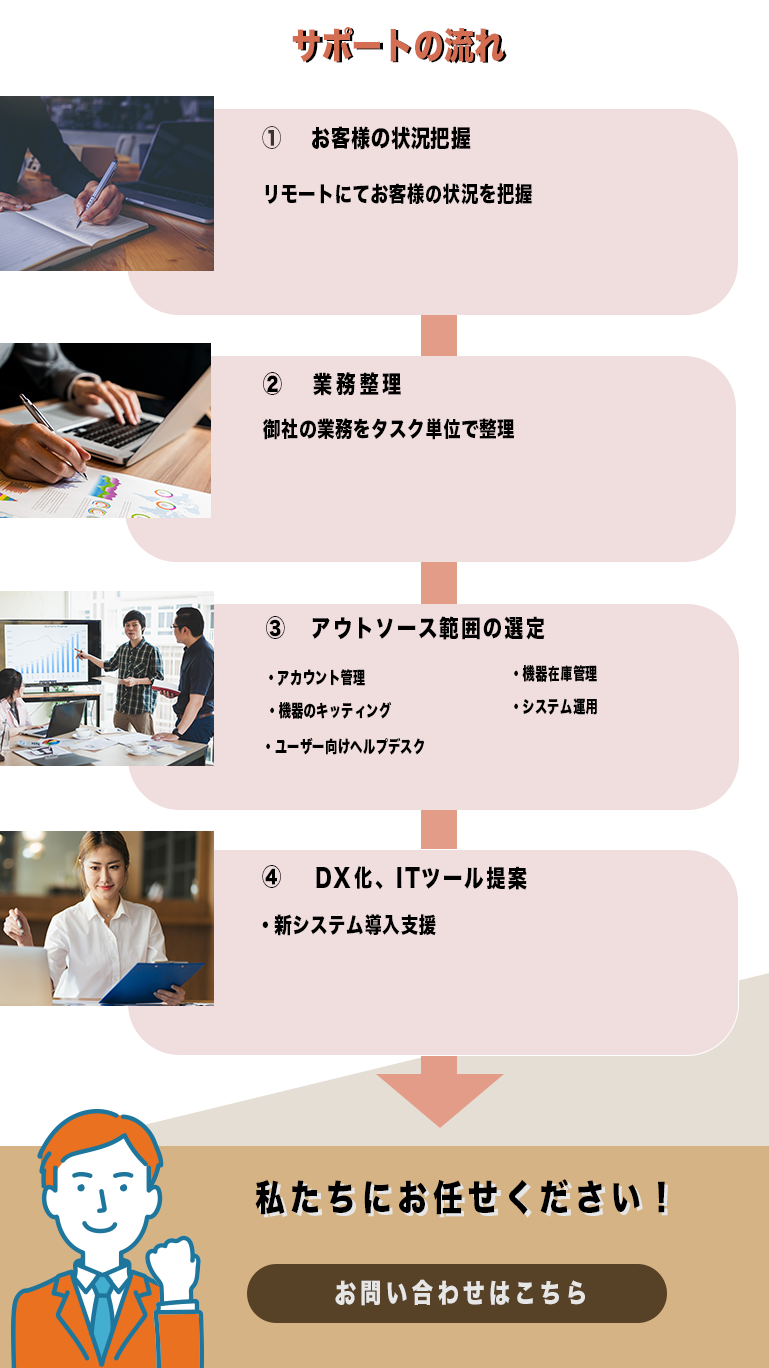 サポートの流れ
① お客様の状況把握
リモートにてお客様の状況を把握
② 業務整理
御社の業務をタスク単位で整理
③ アウトソース範囲の選定
・アカウント管理
・機器在庫管理
・機器のキッティング
・システム運用
・ユーザー向けヘルプデスク
④ DX化、ITツール提案
・新システム導入支援
私たちにお任せください！
お問い合わせはこちら